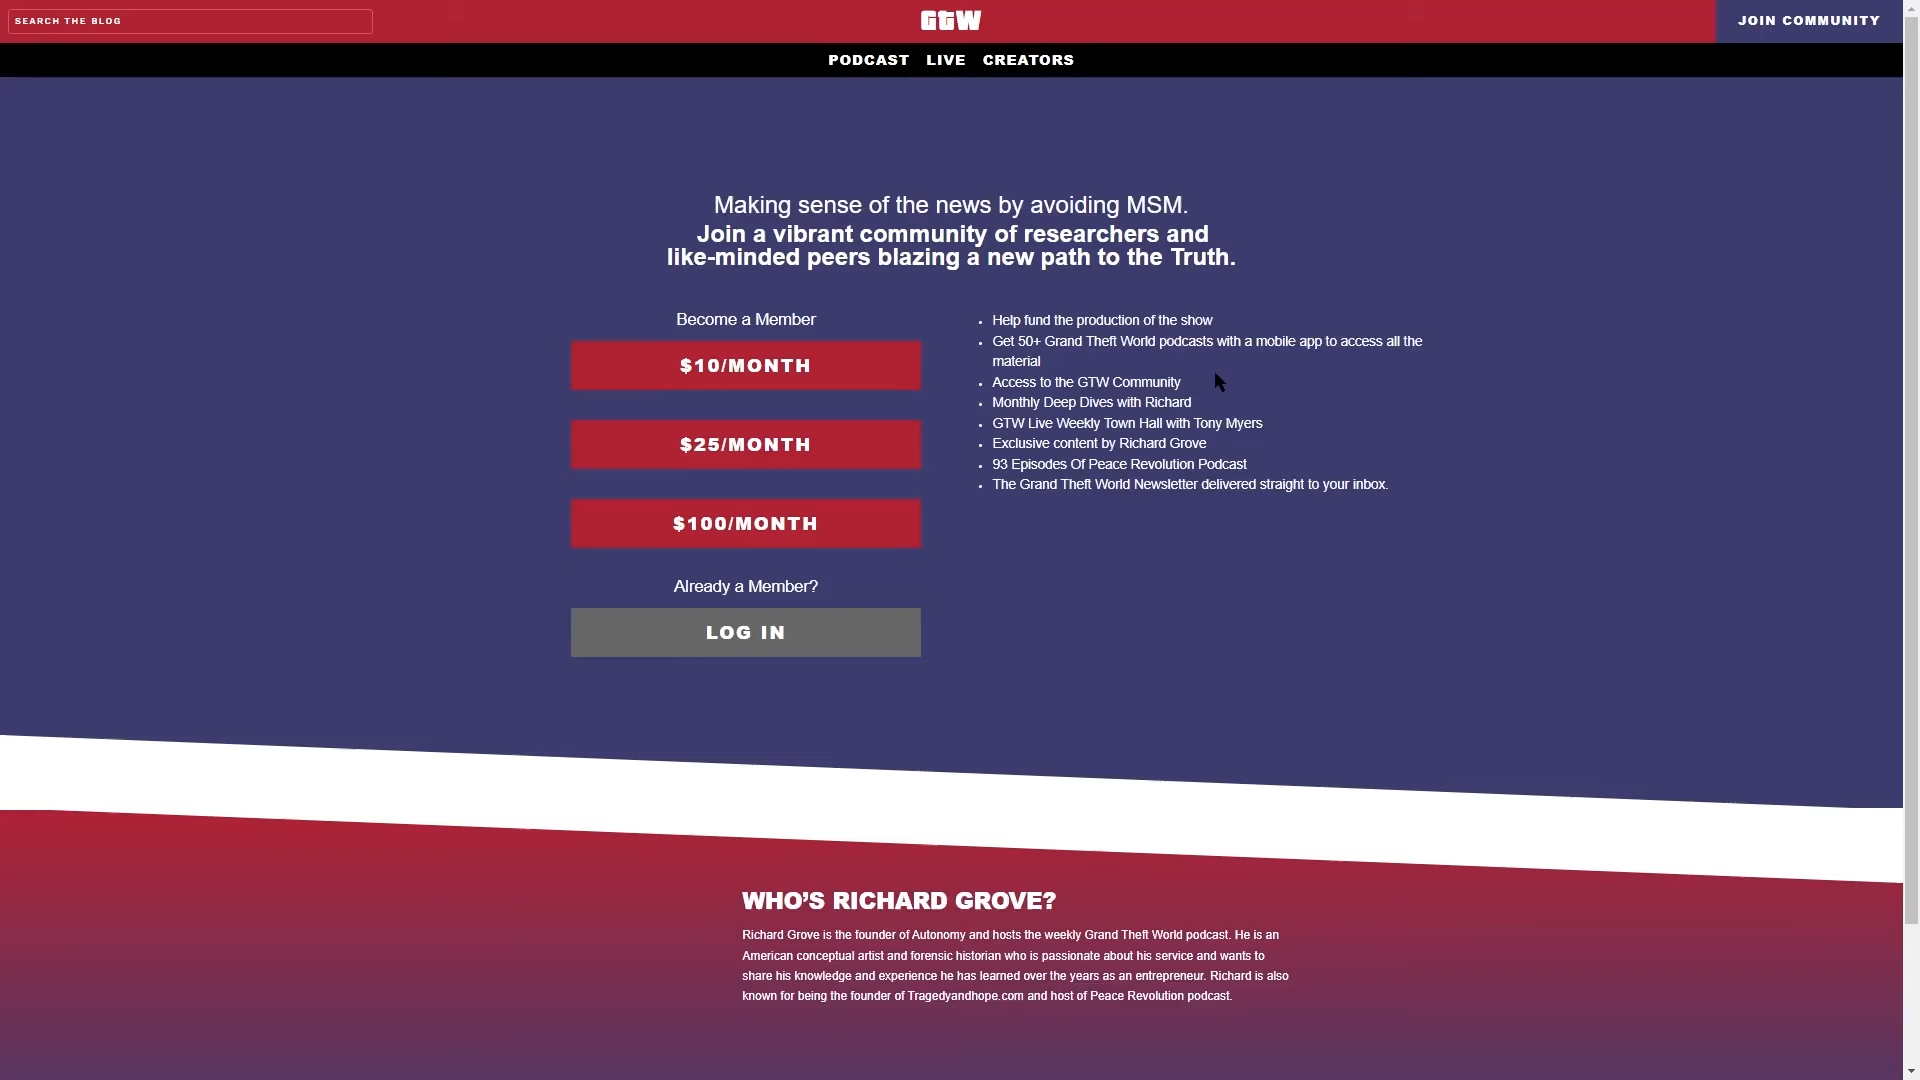 SEARCH THE BLOG
GTW
JOIN COMMUNITY
PODCAST LIVE CREATORS
Making sense of the news by avoiding MSM.
Join a vibrant community of researchers and
like-minded peers blazing a new path to the Truth.
Become a Member
$10/MONTH
$25/MONTH
$100/MONTH
Already a Member?
LOG IN
• Help fund the production of the show
• Get 50+ Grand Theft World podcasts with a mobile app to access all the
material
• Access to the GTW Community
• Monthly Deep Dives with Richard
• GTW Live Weekly Town Hall with Tony Myers
• Exclusive content by Richard Grove
• 93 Episodes Of Peace Revolution Podcast
• The Grand Theft World Newsletter delivered straight to your inbox.
WHO'S RICHARD GROVE?
Richard Grove is the founder of Autonomy and hosts the weekly Grand Theft World podcast. He is an
American conceptual artist and forensic historian who is passionate about his service and wants to
share his knowledge and experience he has learned over the years as an entrepreneur. Richard is also
known for being the founder of Tragedyandhope.com and host of Peace Revolution podcast.